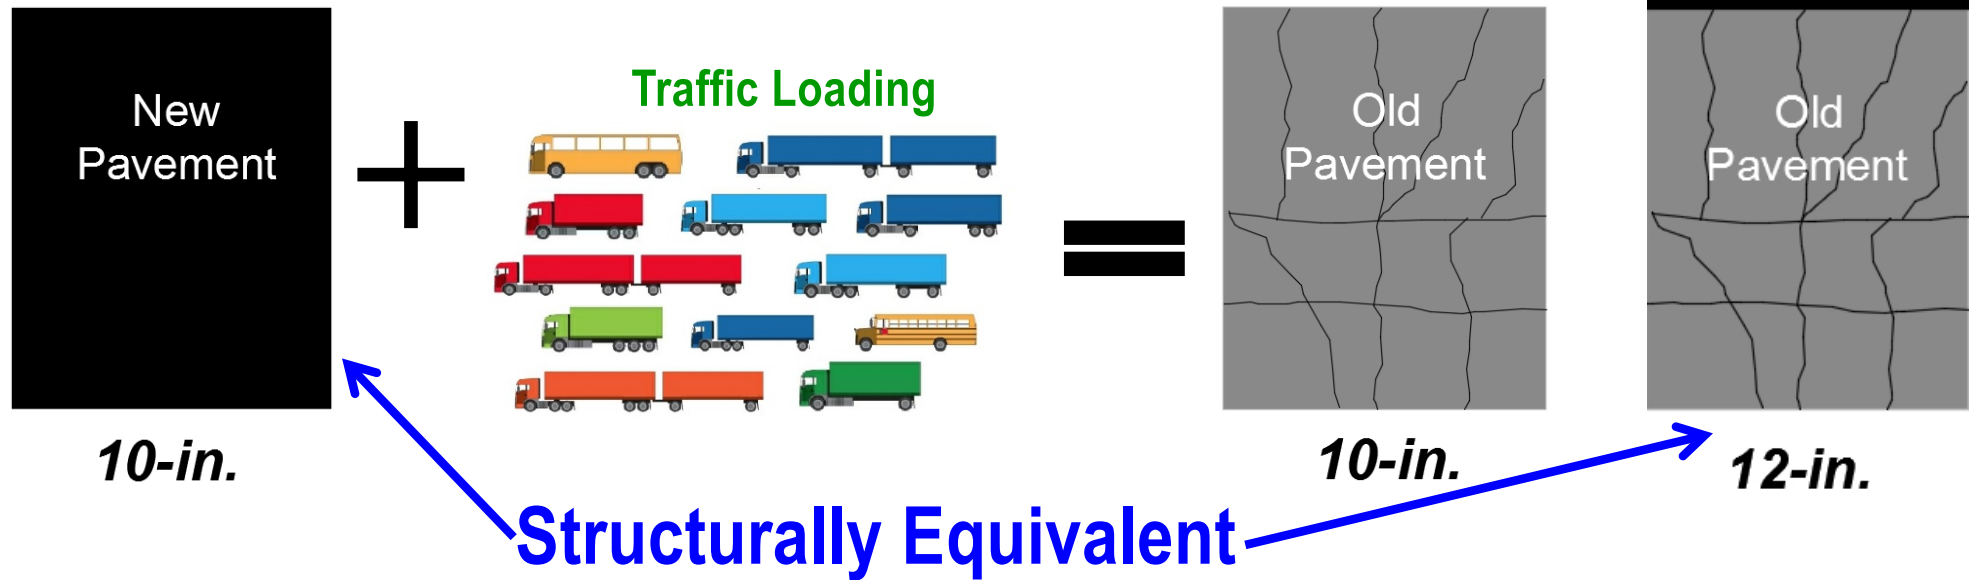 New
Pavement
Traffic Loading
Old
Pavement
Old
Pavement
10-in.
10-in.
12-in.
Structurally Equivalent